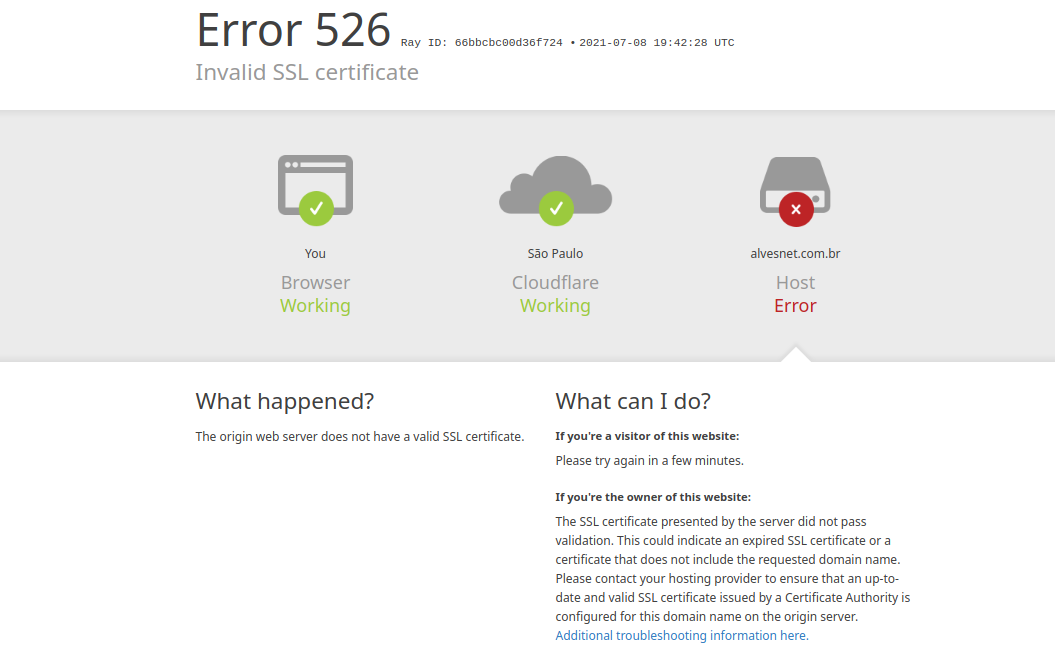 Error 526 Ray ID: 66bbcbc00d36f724 • 2021-07-08 19:42:28 UTC
Invalid SSL certificate
You
Browser
Working
São Paulo
Cloudflare
Working
alvesnet.com.br
Host
Error
What happened?
The origin web server does not have a valid SSL certificate.
What can I do?
If you're a visitor of this website:
Please try again in a few minutes.
If you're the owner of this website:
The SSL certificate presented by the server did not pass
validation. This could indicate an expired SSL certificate or a
certificate that does not include the requested domain name.
Please contact your hosting provider to ensure that an up-to-
date and valid SSL certificate issued by a Certificate Authority is
configured for this domain name on the origin server.
Additional troubleshooting information here.